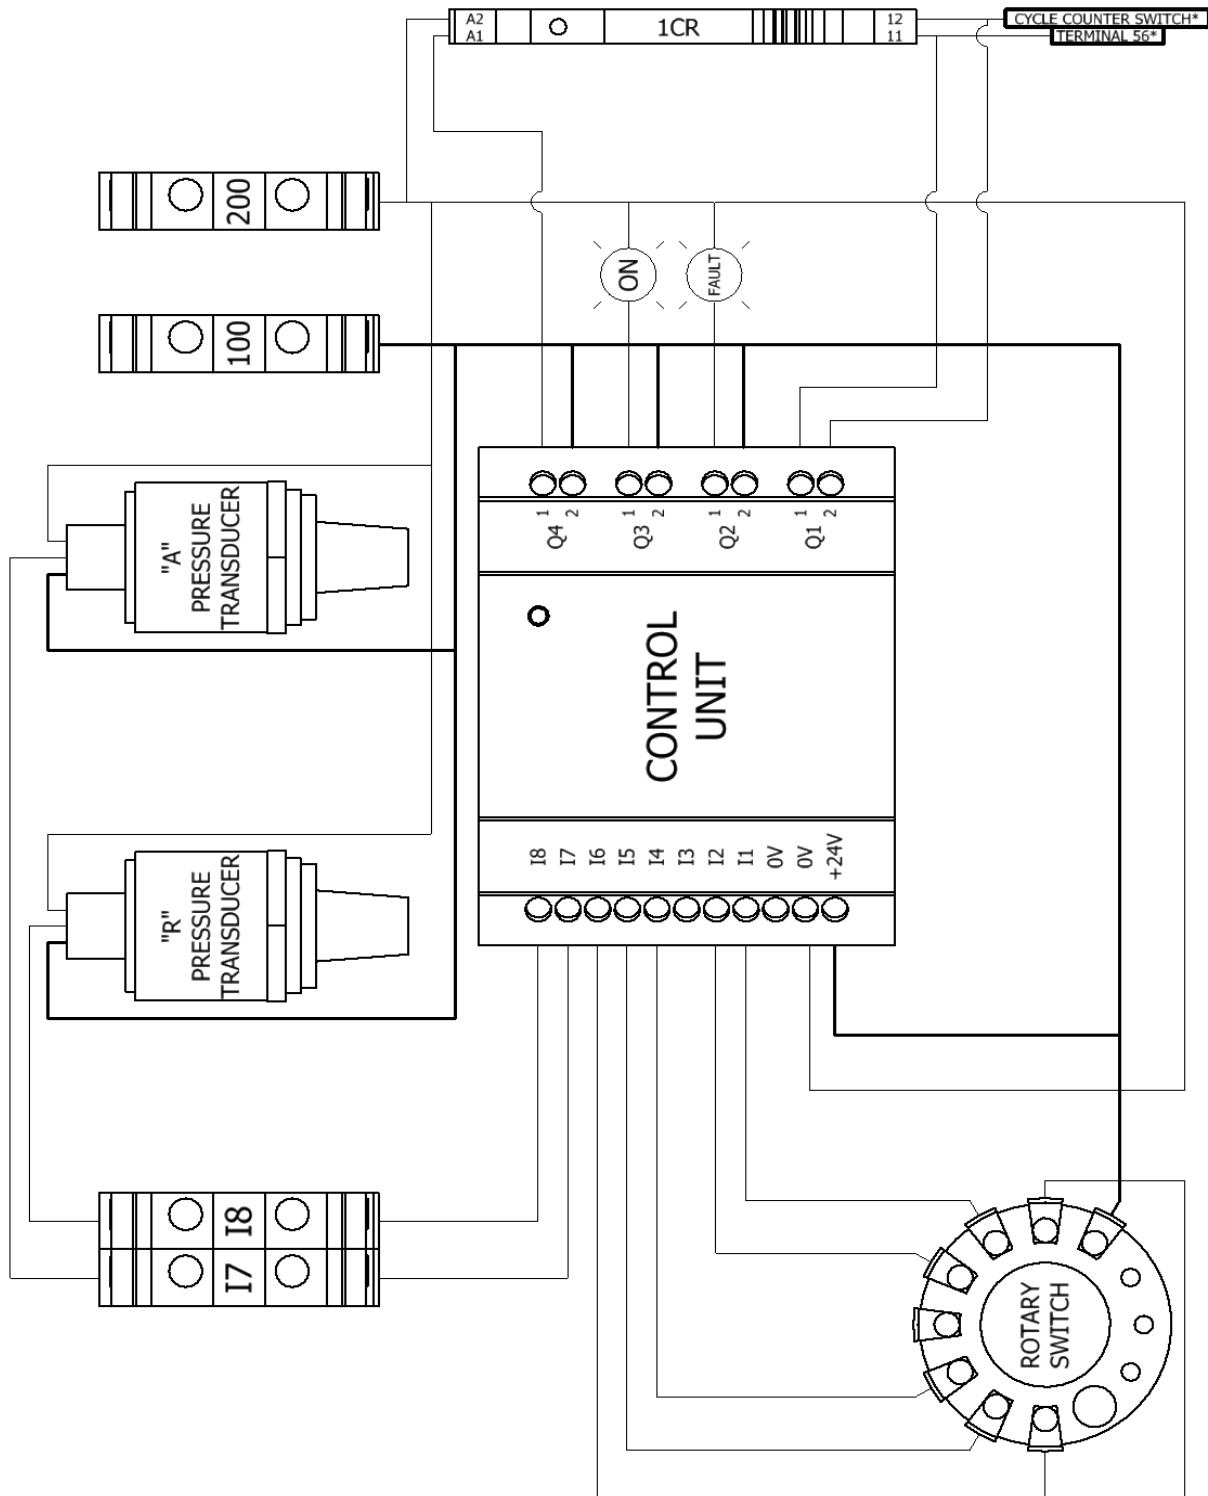 A2
A1
1CR
12
11
CYCLE COUNTER SWITCH*
TERMINAL 56*
200
ON
FAULT
100
1
2
Q4
1
2
Q3
1
2
Q2
1
2
Q1
"A"
PRESSURE
TRANSDUCER
CONTROL
UNIT
"R"
PRESSURE
TRANSDUCER
I8
I7
I6
I5
I4
I3
I2
I1
0V
0V
+24V
I8
I7
ROTARY
SWITCH